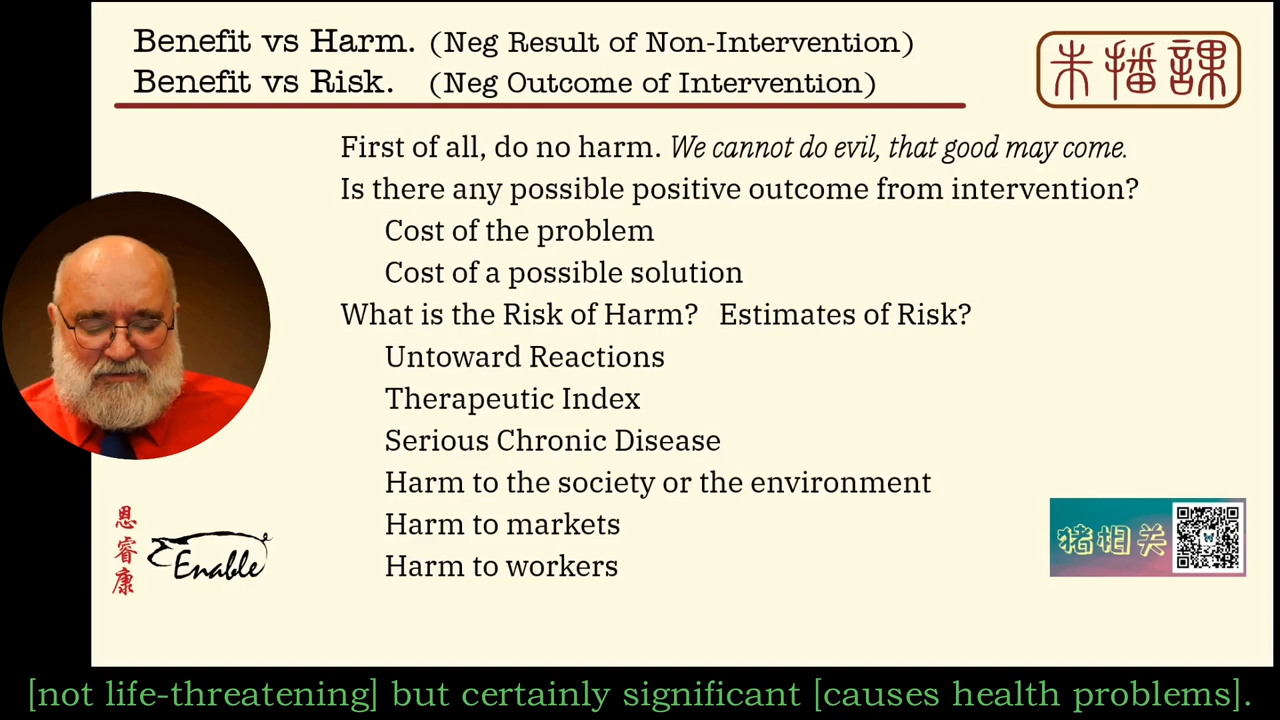 Benefit vs Harm. (Neg Result of Non-Intervention)
Benefit vs Risk. (Neg Outcome of Intervention)
未播課
First of all, do no harm. We cannot do evil, that good may come.
Is there any possible positive outcome from intervention?
Cost of the problem
Cost of a possible solution
What is the Risk of Harm? Estimates of Risk?
Untoward Reactions
Therapeutic Index
Serious Chronic Disease
Harm to the society or the environment
Harm to markets
Harm to workers
恩睿康
Enable
猪相关
[not life-threatening] but certainly significant [causes health problems].